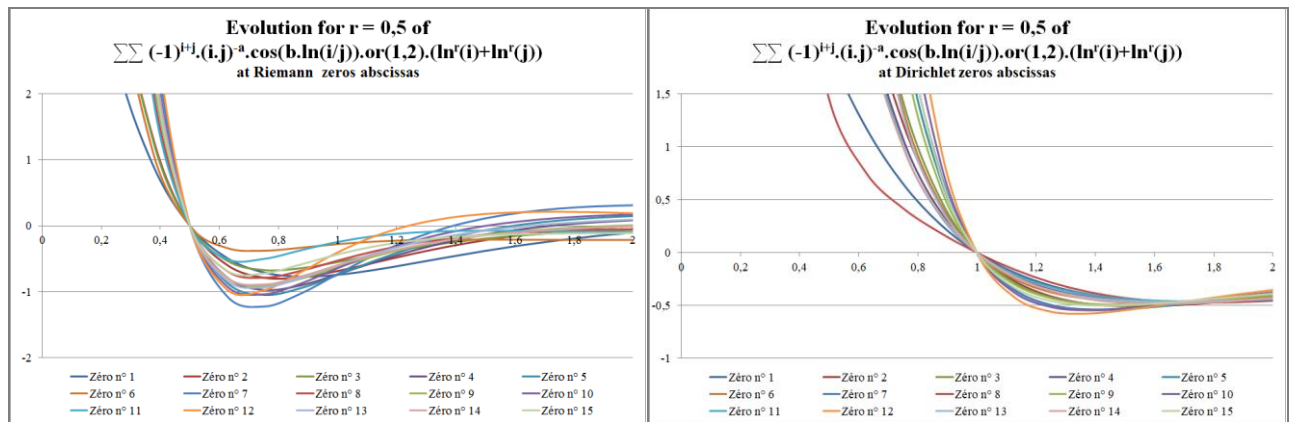 Evolution for r = 0,5 of
∑∑ (-1)^i+j.(i.j)^-a.cos(b.ln(i/j)).or(1,2).(ln^r(i)+ln^r(j))
at Riemann zeros abscissas
2
1
0
-1
-2
0 0,2 0,4 0,6 0,8 1 1,2 1,4 1,6 1,8 2
Zéro n° 1 Zéro n° 2 Zéro n° 3 Zéro n° 4 Zéro n° 5
Zéro n° 6 Zéro n° 7 Zéro n° 8 Zéro n° 9 Zéro n° 10
Zéro n° 11 Zéro n° 12 Zéro n° 13 Zéro n° 14 Zéro n° 15
Evolution for r = 0,5 of
∑∑ (-1)^i+j.(i.j)^-a.cos(b.ln(i/j)).or(1,2).(ln^r(i)+ln^r(j))
at Dirichlet zeros abscissas
1,5
1
0,5
0
-0,5
-1
0 0,2 0,4 0,6 0,8 1 1,2 1,4 1,6 1,8 2
Zéro n° 1 Zéro n° 2 Zéro n° 3 Zéro n° 4 Zéro n° 5
Zéro n° 6 Zéro n° 7 Zéro n° 8 Zéro n° 9 Zéro n° 10
Zéro n° 11 Zéro n° 12 Zéro n° 13 Zéro n° 14 Zéro n° 15